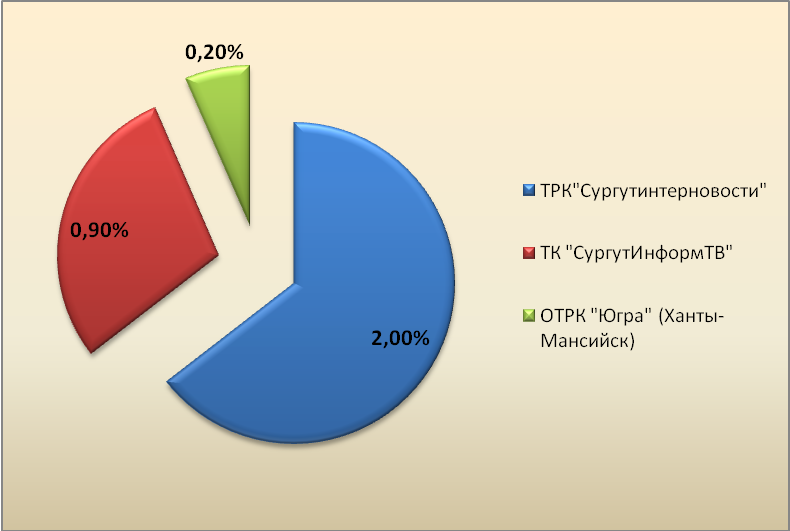 0,20%
0,90%
2,00%
ТРК"Сургутинтерновости"
ТК "СургутИнформТВ"
ОТРК "Югра" (Ханты-
Мансийск)